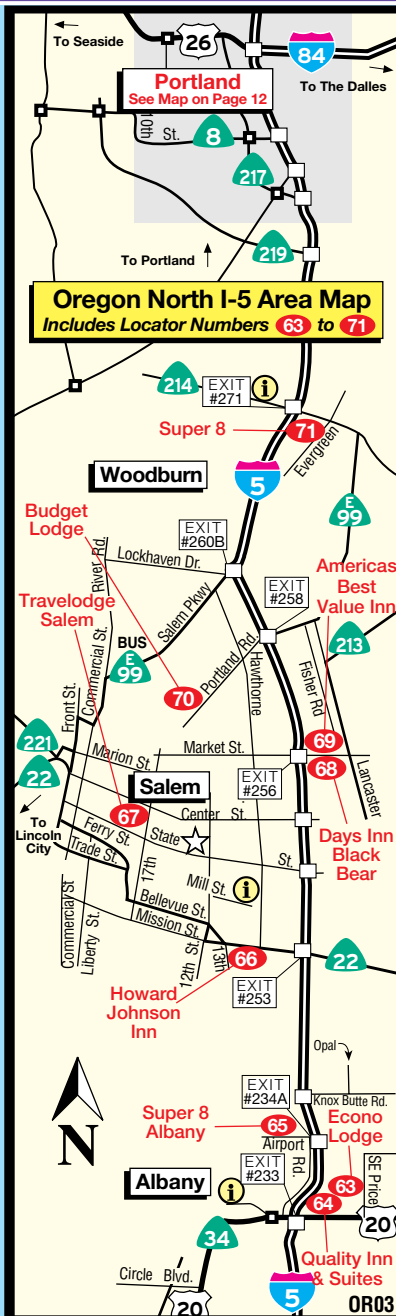 To Seaside
26
84
Portland
See Map on Page 12
To The Dalles
10th
St.
8
217
To Portland
219
Oregon North I-5 Area Map
Includes Locator Numbers 63 to 71
214
EXIT
#271
i
Super 8
71
Evergreen
Woodburn
5
E
99
Budget
Lodge
EXIT
#260B
River Rd.
Lockhaven Dr.
Americas
Best
Value Inn
Travelodge
Salem
Salem Pkwy
EXIT
#258
Commercial St.
BUS
E
99
Portland Rd.
Hawthorne
Fisher Rd
213
Front St.
70
221
Marion St.
Market St.
69
22
Salem
EXIT
#256
68
Lancaster
67
Center St.
To
Lincoln
City
Ferry St.
State
St.
Days Inn
Black
Bear
Trade St.
17th
Mill St.
i
Commercial St
Liberty St.
Bellevue St.
Mission St.
12th St.
13th
66
22
Howard
Johnson
Inn
EXIT
#253
Opal
N
EXIT
#234A
Knox Butte Rd.
Super 8
Albany
65
Econo
Lodge
Airport
Rd.
EXIT
#233
63
SE Price
Albany
i
64
20
34
Quality Inn
& Suites
Circle Blvd.
20
5
OR03